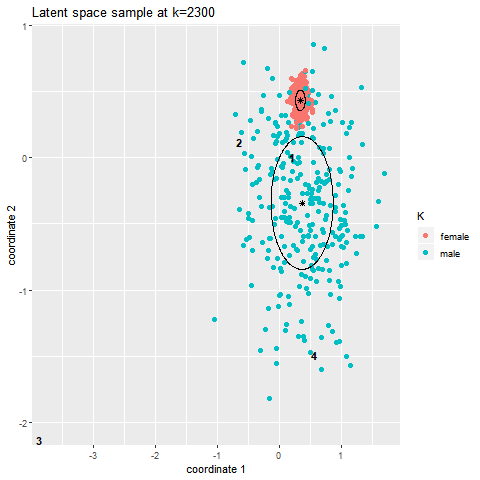 Latent space sample at k=2300
1
0
-1
-2
coordinate 2
2
1
4
3
-3
-2
-1
0
1
coordinate 1
K
female
male